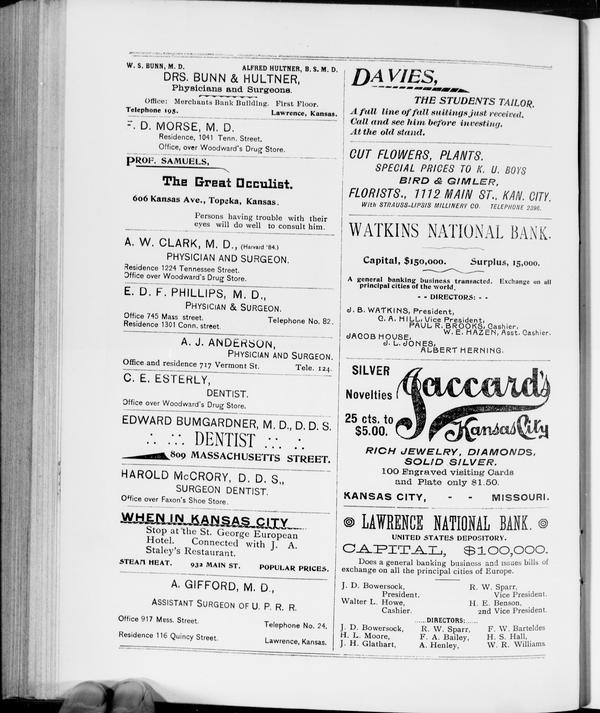 W. S. BUNN, M. D. ALFRED HULTNER, B. S. M. D.
DRS. BUNN & HULTNER,
Physicians and Surgeons.
Office: Merchants Bank Building. First Floor.
Telephone 195. Lawrence, Kansas.
F. D. MORSE, M. D.
Residence, 1041 Tenn. Street.
Office, over Woodward's Drug Store.
PROF. SAMUELS,
The Great Occulist.
606 Kansas Ave., Topeka, Kansas.
Persons having trouble with their
eyes will do well to consult him.
A. W. CLARK, M. D., (Harvard '84.)
PHYSICIAN AND SURGEON.
Residence 1224 Tennessee Street.
Office over Woodward's Drug Store.
E. D. F. PHILLIPS, M. D.,
PHYSICIAN & SURGEON.
Office 745 Mass street.
Residence 1301 Conn. street. Telephone No. 82.
A. J. ANDERSON,
PHYSICIAN AND SURGEON.
Office and residence 717 Vermont St. Tele. 124.
C. E. ESTERLY,
DENTIST.
Office over Woodward's Drug Store.
EDWARD BUMGARDNER, M. D., D. D. S.
DENTIST
809 MASSACHUSETTS STREET.
HAROLD McCRORY, D. D. S.,
SURGEON DENTIST.
Office over Faxon's Shoe Store.
WHEN IN KANSAS CITY
Stop at the St. George European
Hotel. Connected with J. A.
Staley's Restaurant.
STEAM HEAT. 932 MAIN ST. POPULAR PRICES.
A. GIFFORD, M. D.,
ASSISTANT SURGEON OF U. P. R. R.
Office 917 Mess. Street.
Telephone No. 24.
Residence 116 Quincy Street.
Lawrence, Kansas.
DAVIES,
THE STUDENTS TAILOR.
A full line of fall suitings just received.
Call and see him before investing.
At the old stand.
CUT FLOWERS, PLANTS.
SPECIAL PRICES TO K. U. BOYS
BIRD & GIMLER,
FLORISTS., 1112 MAIN ST., KAN. CITY.
With STRAUSS-LIPSIS MILLINERY CO. TELEPHONE 2396.
WATKINS NATIONAL BANK.
Capital, $150,000. Surplus, 15,000.
A general banking business transacted. Exchange on all
principal cities of the world.
- - DIRECTORS: - -
J. B. WATKINS, President,
C. A. HILL, Vice President,
PAUL R. BROOKS, Cashier.
W. E. HAZEN, Asst. Cashier.
JACOB HOUSE,
J. L. JONES,
ALBERT HERNING.
SILVER
Novelties
25 cts. to
$5.00.
Jaccard's
Kansas City
RICH JEWELRY, DIAMONDS,
SOLID SILVER.
100 Engraved visiting Cards
and Plate only $1.50.
KANSAS CITY, - - MISSOURI.
LAWRENCE NATIONAL BANK.
UNITED STATES DEPOSITORY.
CAPITAL, $100,000.
Does a general banking business and issues bills of
exchange on all the principal cities of Europe.
J. D. Bowersock, R. W. Sparr,
President. Vice President.
Walter L. Howe, H. E. Benson,
Cashier. 2nd Vice President.
......DIRECTORS:......
J. D. Bowersock, R. W. Sparr, F. W. Barteldes
H. L. Moore, F. A. Bailey, H. S. Hall,
J. H. Glathart, A. Henley, W. R. Williams